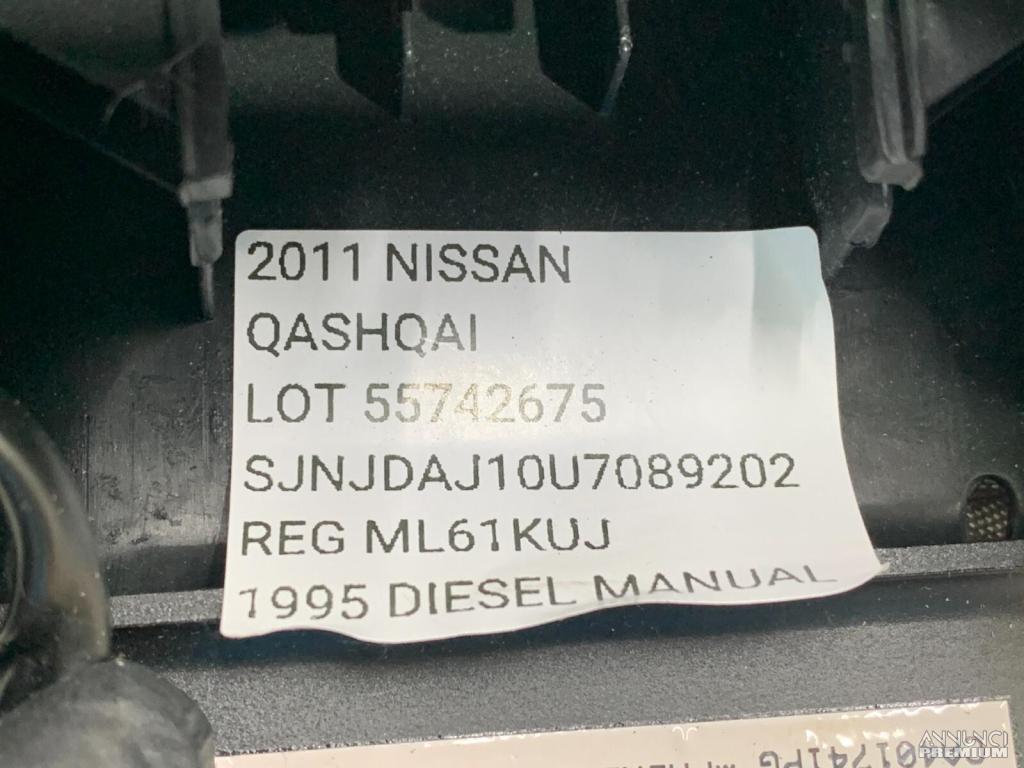 2011 NISSAN
QASHQAI
LOT 55742675
SJNJDAJ10U7089202
REG ML61KUJ
1995 DIESEL MANUAL
ANNUNCI
PREMIUM